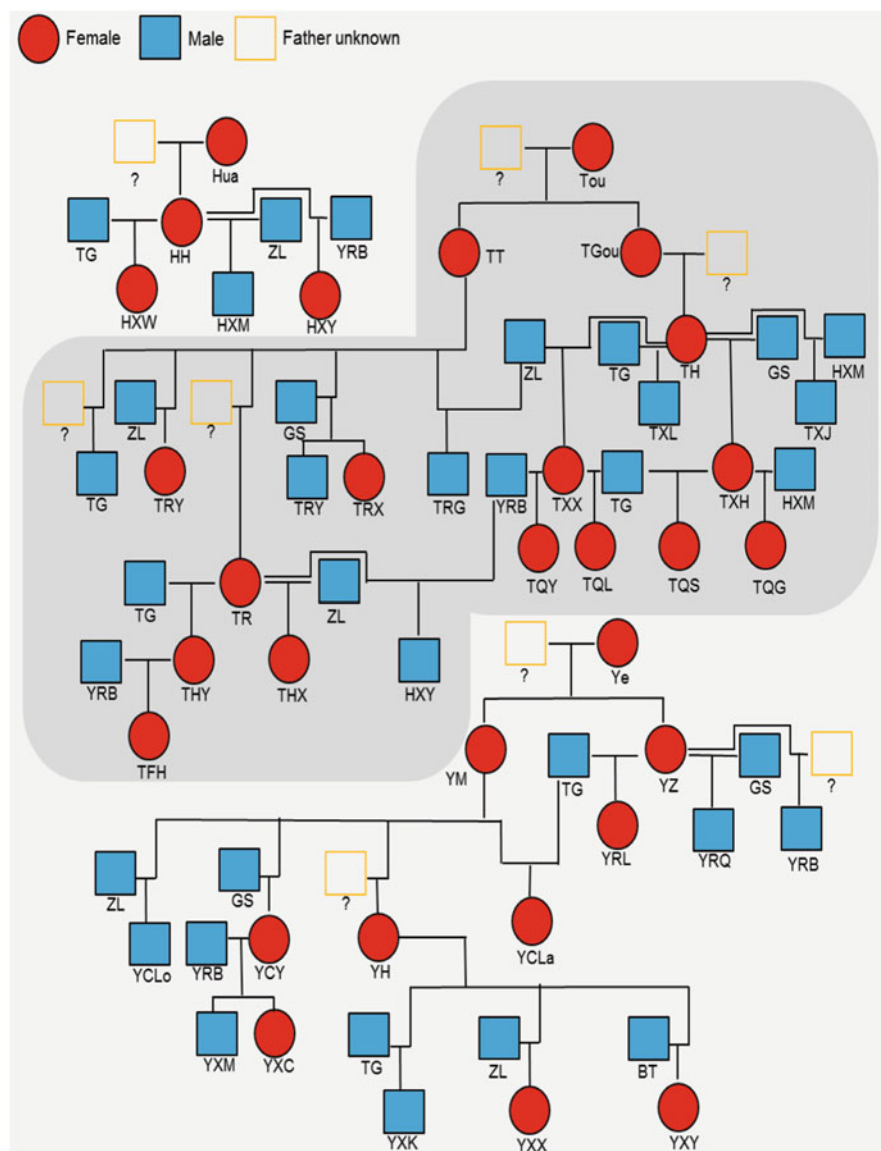 Female Male Father unknown
Hua
?
Tou
?
TG HH ZL YRB
TT TGou
?
HXW HXM HXY
ZL TG TH GS HXM
TXL TXJ
? ZL ? GS
TG TRY TR TRY TRX TRG YRB TXX TG TXH HXM
TQY TQL TQS TQG
TG TR ZL
YRB THY THX HXY
? Ye
TFH
YM TG YZ GS ?
YRL YRQ YRB
ZL GS ?
YCLo YRB YCY YH YCLa
YXM YXC TG ZL BT
YXK YXX YXY